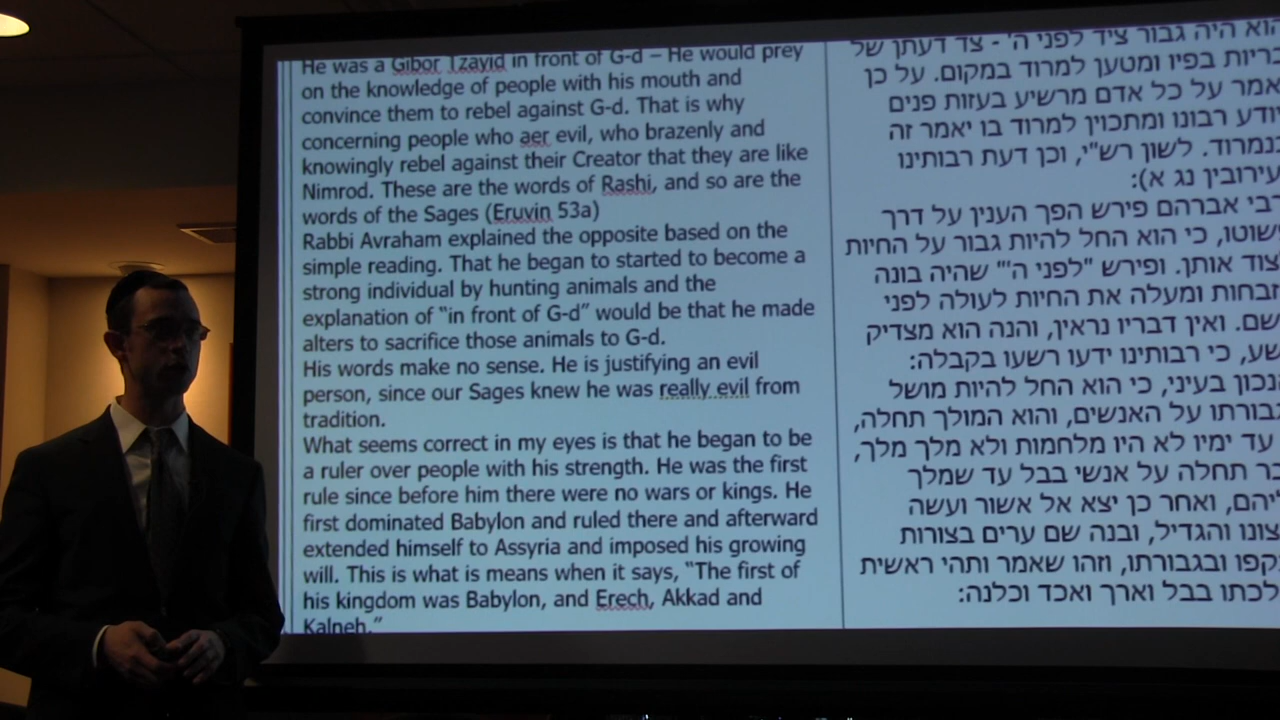 He was a Gibor Tzayid in front of G-d – He would prey
on the knowledge of people with his mouth and
convince them to rebel against G-d. That is why
concerning people who aer evil, who brazenly and
knowingly rebel against their Creator that they are like
Nimrod. These are the words of Rashi, and so are the
words of the Sages (Eruvin 53a)
Rabbi Avraham explained the opposite based on the
simple reading. That he began to started to become a
strong individual by hunting animals and the
explanation of “in front of G-d” would be that he made
alters to sacrifice those animals to G-d.
His words make no sense. He is justifying an evil
person, since our Sages knew he was really evil from
tradition.
What seems correct in my eyes is that he began to be
a ruler over people with his strength. He was the first
rule since before him there were no wars or kings. He
first dominated Babylon and ruled there and afterward
extended himself to Assyria and imposed his growing
will. This is what is means when it says, “The first of
his kingdom was Babylon, and Erech, Akkad and
Kalneh.”
הוא היה גבור ציד לפני ה' - צד דעתן של
בריות בפיו ומטען למרוד במקום. על כן
אמר על כל אדם מרשיע בעזות פנים
יודע רבונו ומתכוין למרוד בו יאמר זה
כנמרוד. לשון רש"י, וכן דעת רבותינו
עירובין נג א):
רבי אברהם פירש הפך הענין על דרך
שוטו, כי הוא החל להיות גבור על החיות
צוד אותן. ופירש "לפני ה'" שהיה בונה
זבחות ומעלה את החיות לעולה לפני
שם. ואין דבריו נראין, והנה הוא מצדיק
שע, כי רבותינו ידעו רשעו בקבלה:
נכון בעיני, כי הוא החל להיות מושל
גבורתו על האנשים, והוא המולך תחלה,
עד ימיו לא היו מלחמות ולא מלך מלך,
בר תחלה על אנשי בבל עד שמלך
ליהם, ואחר כן יצא אל אשור ועשה
צונו והגדיל, ובנה שם ערים בצורות
קפו ובגבורתו, וזהו שאמר ותהי ראשית
לכתו בבל וארך ואכד וכלנה: